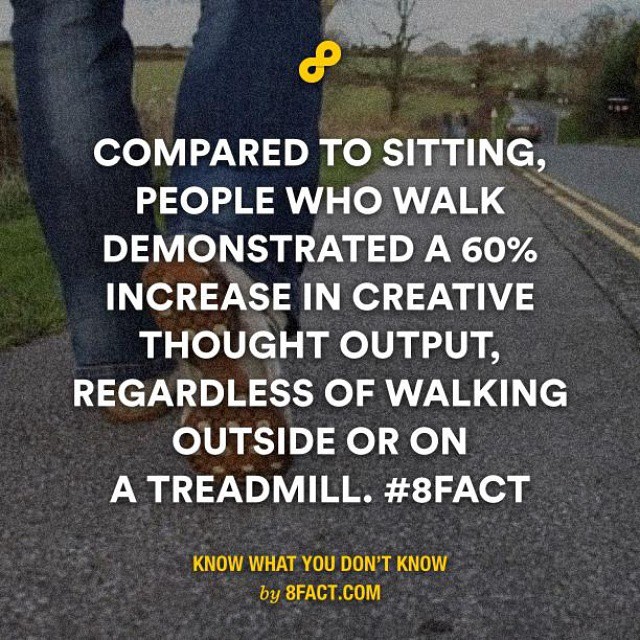 COMPARED TO SITTING,
PEOPLE WHO WALK
DEMONSTRATED A 60%
INCREASE IN CREATIVE
THOUGHT OUTPUT,
REGARDLESS OF WALKING
OUTSIDE OR ON
A TREADMILL. #8FACT
KNOW WHAT YOU DON'T KNOW
by 8FACT.COM